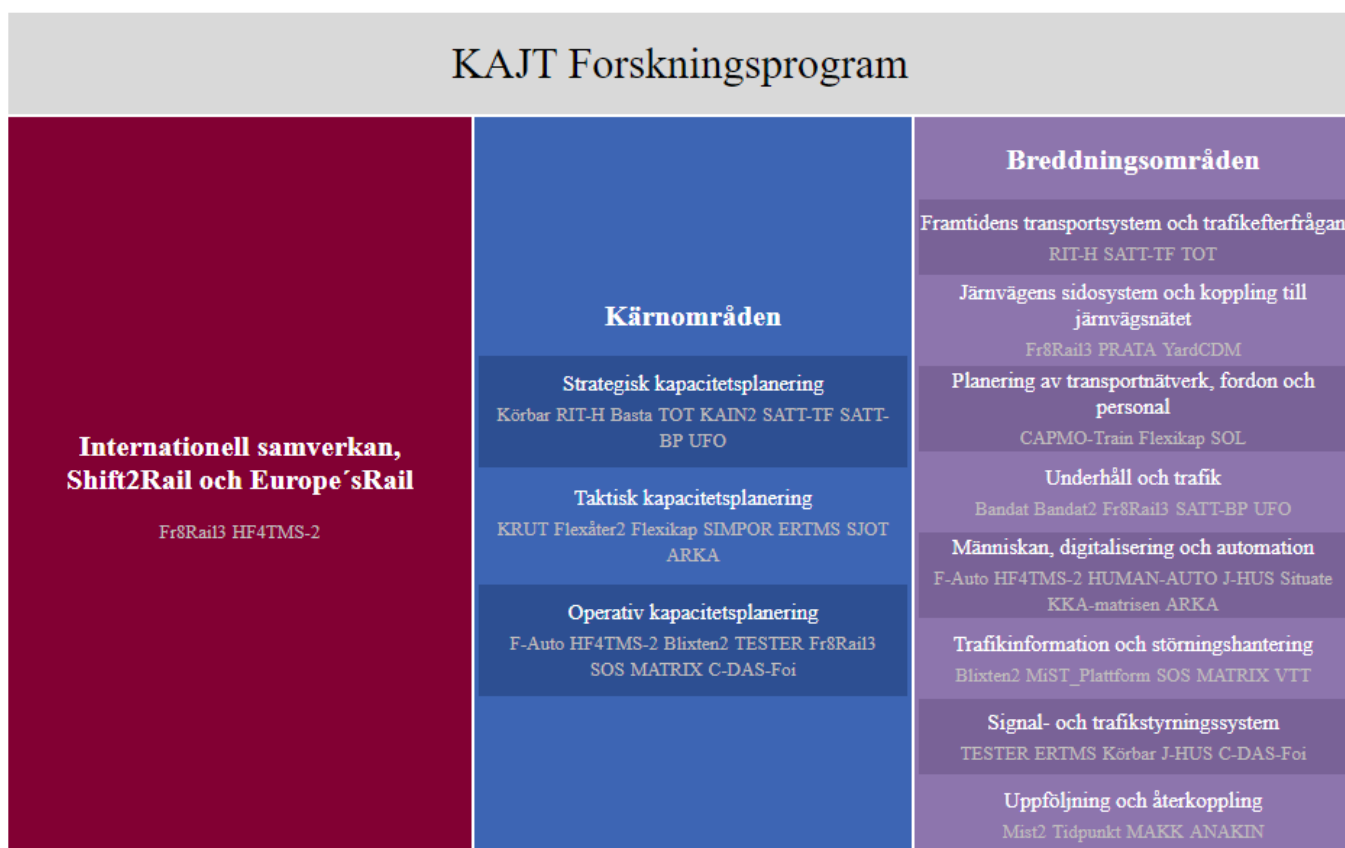 KAJT Forskningsprogram
Internationell samverkan,
Shift2Rail och Europe´sRail
Fr8Rail3 HF4TMS-2
Kärnområden
Strategisk kapacitetsplanering
Körbar RIT-H Basta TOT KAIN2 SATT-TF SATT-
BP UFO
Taktisk kapacitetsplanering
KRUT Flexåter2 Flexikap SIMPOR ERTMS SJOT
ARKA
Operativ kapacitetsplanering
F-Auto HF4TMS-2 Blixten2 TESTER Fr8Rail3
SOS MATRIX C-DAS-Foi
Breddningsområden
Framtidens transportsystem och trafikefterfrågan
RIT-H SATT-TF TOT
Järnvägens sidosystem och koppling till
järnvägsnätet
Fr8Rail3 PRATA YardCDM
Planering av transportnätverk, fordon och
personal
CAPMO-Train Flexikap SOL
Underhåll och trafik
Bandat Bandat2 Fr8Rail3 SATT-BP UFO
Människan, digitalisering och automation
F-Auto HF4TMS-2 HUMAN-AUTO J-HUS Situate
KKA-matrisen ARKA
Trafikinformation och störningshantering
Blixten2 MiST_Plattform SOS MATRIX VTT
Signal- och trafikstyrningssystem
TESTER ERTMS Körbar J-HUS C-DAS-Foi
Uppföljning och återkoppling
Mist2 Tidpunkt MAKK ANAKIN